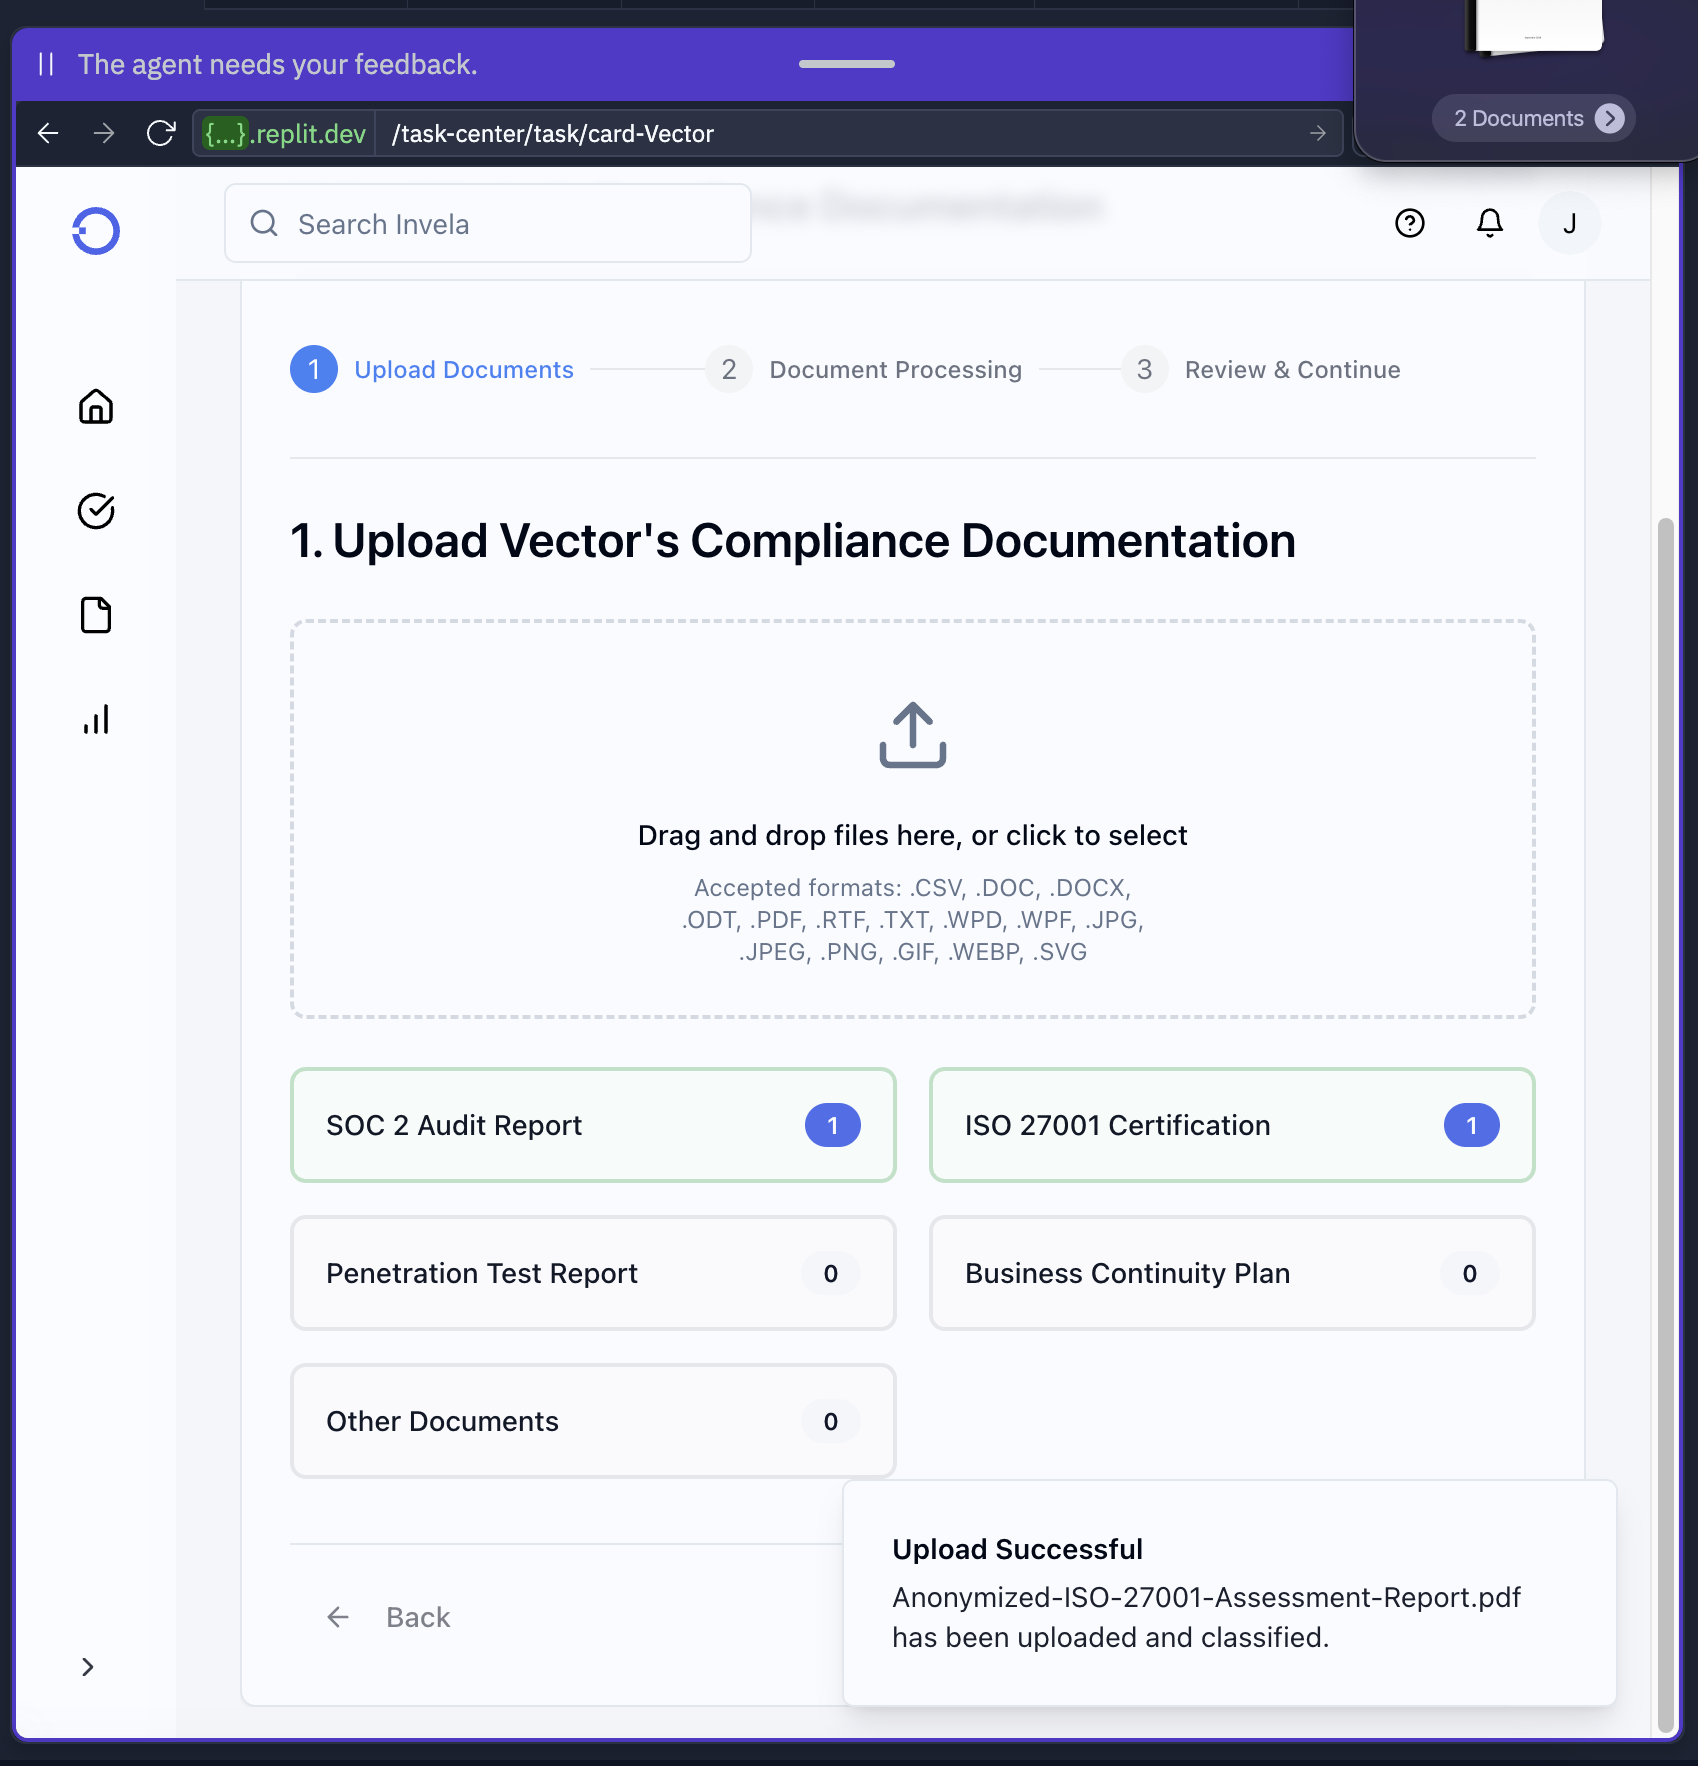 The agent needs your feedback.
2 Documents
{...}.replit.dev
/task-center/task/card-Vector
Search Invela
J
1
Upload Documents
2
Document Processing
3
Review & Continue
1. Upload Vector's Compliance Documentation
Drag and drop files here, or click to select
Accepted formats: .CSV, .DOC, .DOCX,
.ODT, .PDF, .RTF, .TXT, .WPD, .WPF, .JPG,
.JPEG, .PNG, .GIF, .WEBP, .SVG
SOC 2 Audit Report
1
ISO 27001 Certification
1
Penetration Test Report
0
Business Continuity Plan
0
Other Documents
0
Upload Successful
Anonymized-ISO-27001-Assessment-Report.pdf
has been uploaded and classified.
Back